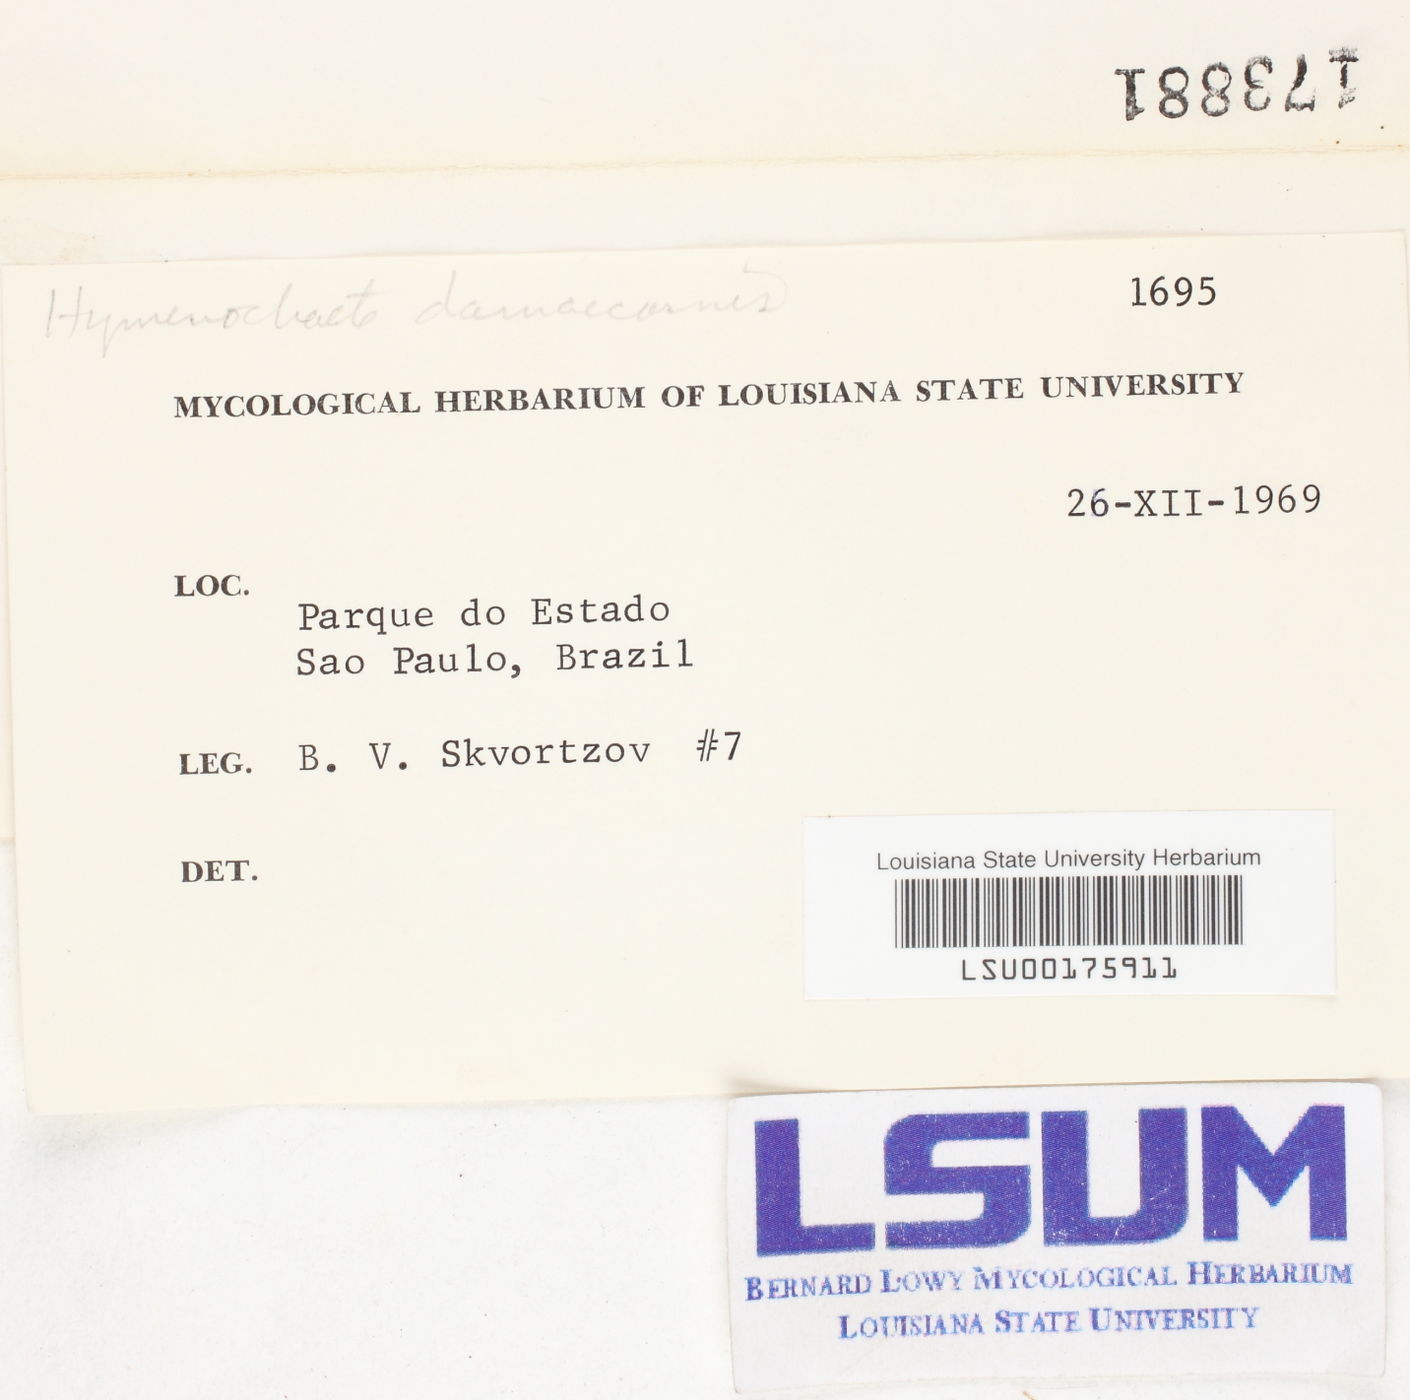 173881
Hymenochaete damaecornis
1695
MYCOLOGICAL HERBARIUM OF LOUISIANA STATE UNIVERSITY
26-XII-1969
LOC.
Parque do Estado
Sao Paulo, Brazil
LEG. B. V. Skvortzov #7
DET.
Louisiana State University Herbarium
LSU00175911
LSUM
BERNARD LOWY MYCOLOGICAL HERBARIUM
LOUISIANA STATE UNIVERSITY